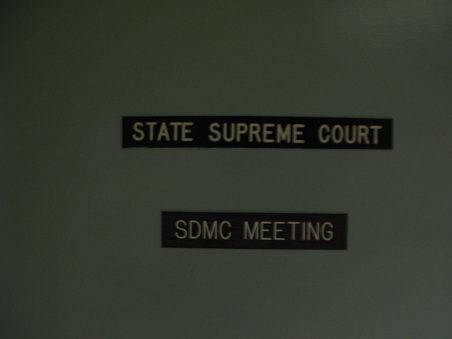 STATE SUPREME COURT
SDMC MEETING